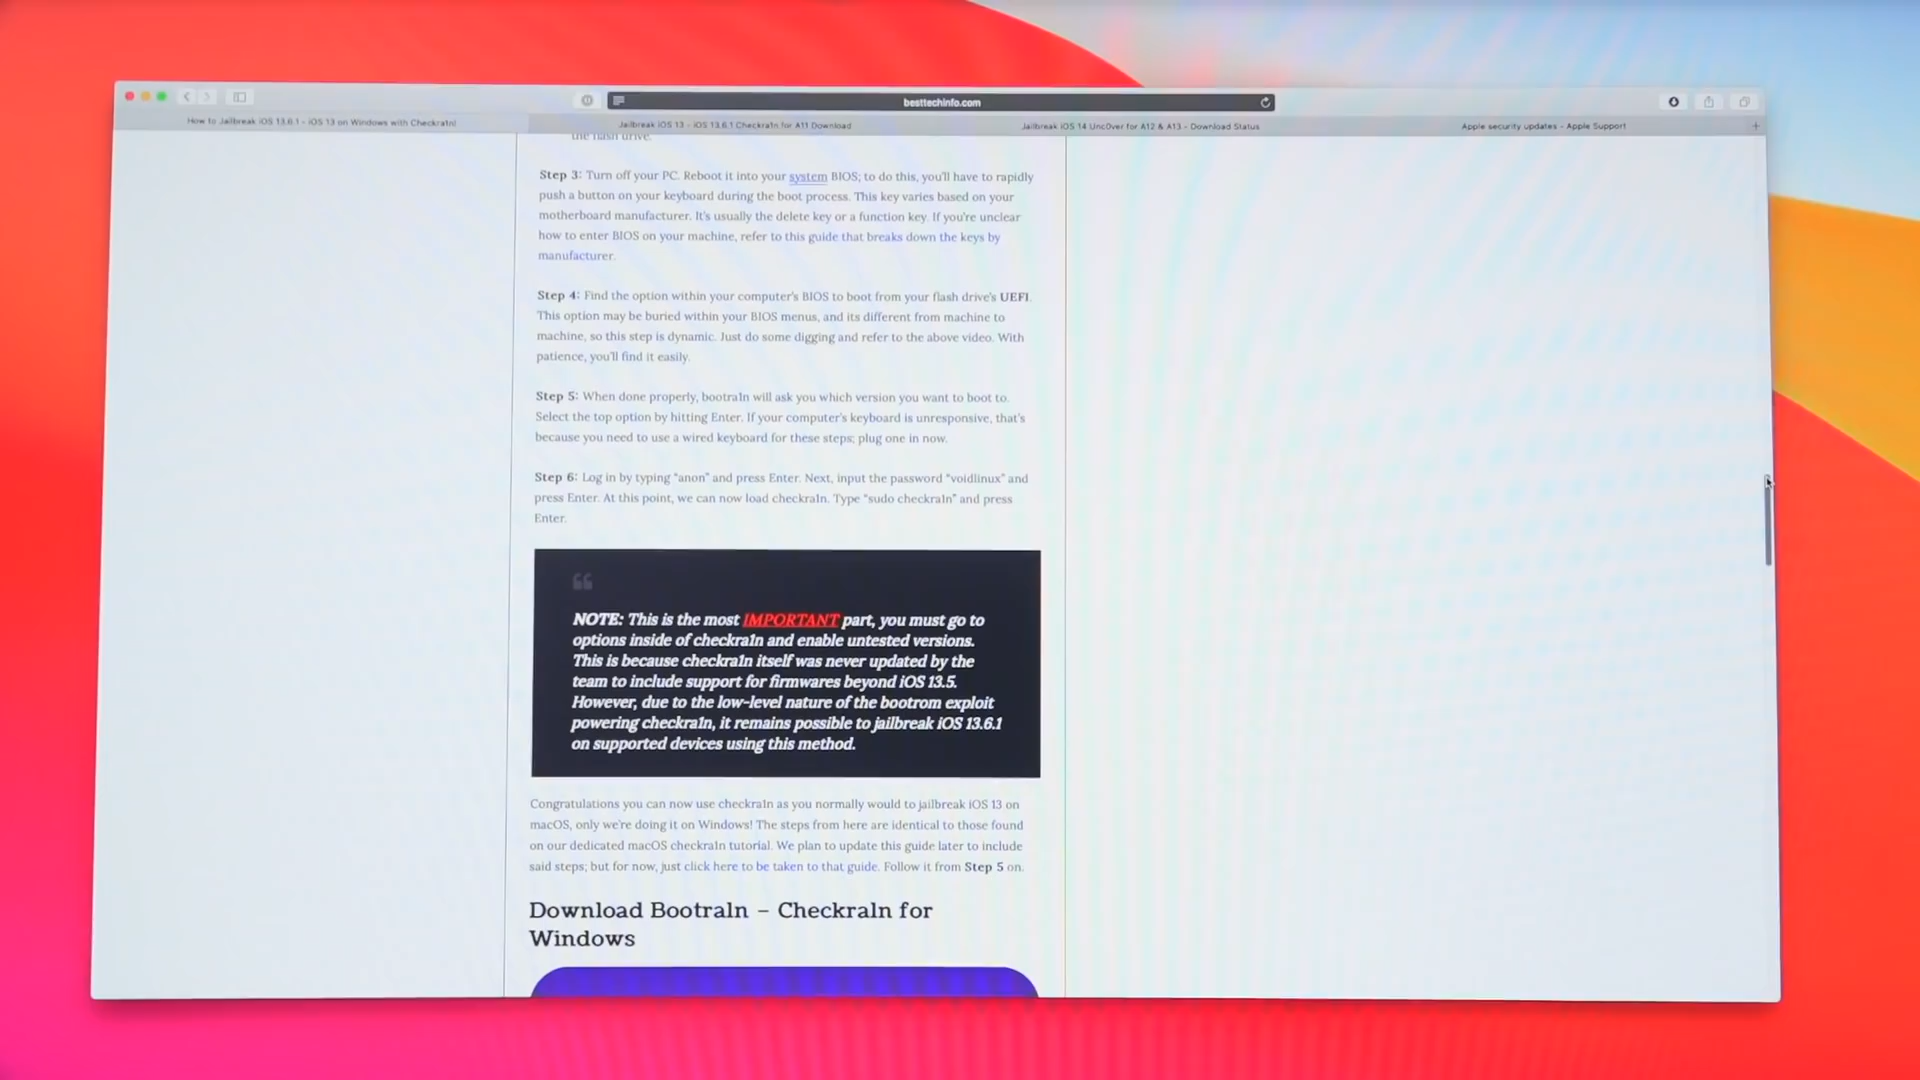 besttechinfo.com
How to Jailbreak iOS 13.6.1 - iOS 13 on Windows with Checkra1n!
Jailbreak iOS 13 - iOS 13.6.1 Checkra1n for A11 Download
Jailbreak iOS 14 Unc0ver for A12 & A13 - Download Status
Apple security updates - Apple Support
the flash drive.
Step 3: Turn off your PC. Reboot it into your system BIOS; to do this, you'll have to rapidly
push a button on your keyboard during the boot process. This key varies based on your
motherboard manufacturer. It's usually the delete key or a function key. If you're unclear
how to enter BIOS on your machine, refer to this guide that breaks down the keys by
manufacturer.
Step 4: Find the option within your computer's BIOS to boot from your flash drive's UEFI.
This option may be buried within your BIOS menus, and its different from machine to
machine, so this step is dynamic. Just do some digging and refer to the above video. With
patience, you'll find it easily.
Step 5: When done properly, bootra1n will ask you which version you want to boot to.
Select the top option by hitting Enter. If your computer's keyboard is unresponsive, that's
because you need to use a wired keyboard for these steps; plug one in now.
Step 6: Log in by typing "anon" and press Enter. Next, input the password "voidlinux" and
press Enter. At this point, we can now load checkra1n. Type "sudo checkra1n" and press
Enter.
NOTE: This is the most IMPORTANT part, you must go to
options inside of checkra1n and enable untested versions.
This is because checkra1n itself was never updated by the
team to include support for firmwares beyond iOS 13.5.
However, due to the low-level nature of the bootrom exploit
powering checkra1n, it remains possible to jailbreak iOS 13.6.1
on supported devices using this method.
Congratulations you can now use checkra1n as you normally would to jailbreak iOS 13 on
macOS, only we're doing it on Windows! The steps from here are identical to those found
on our dedicated macOS checkra1n tutorial. We plan to update this guide later to include
said steps; but for now, just click here to be taken to that guide. Follow it from Step 5 on.
Download Bootra1n – Checkra1n for
Windows